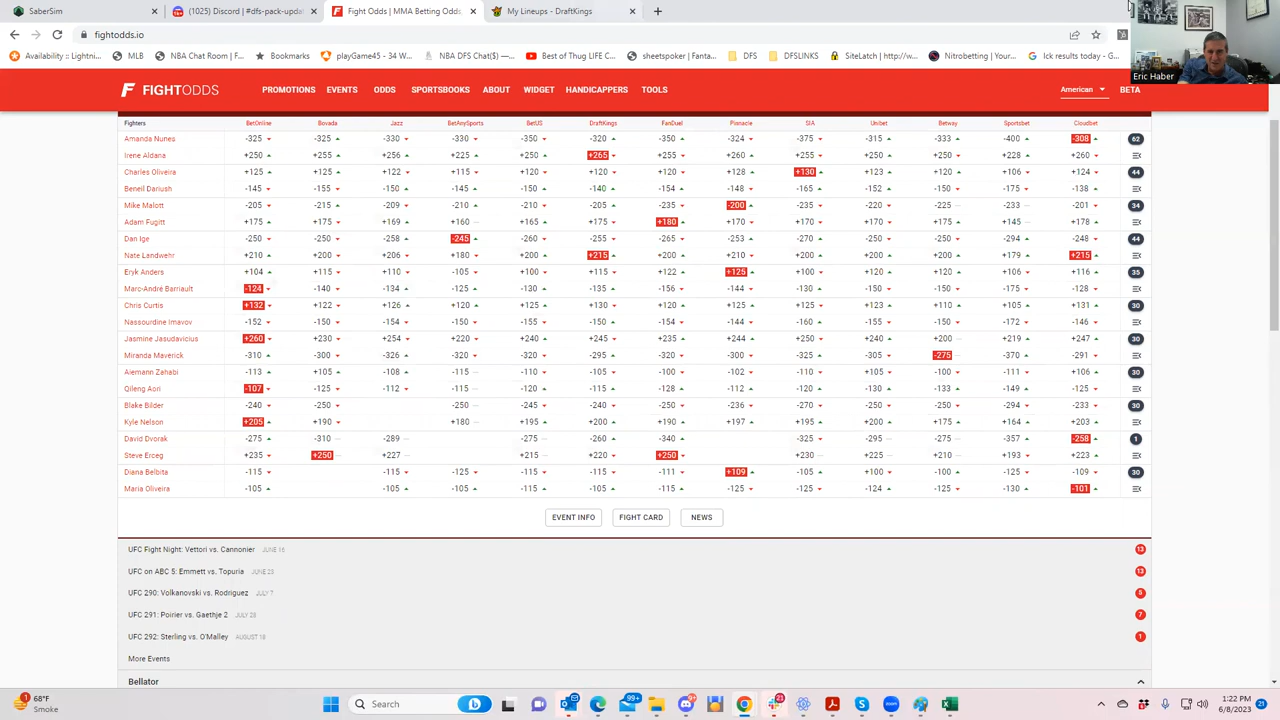 SaberSim
(1025) Discord | #dfs-pack-updat
Fight Odds | MMA Betting Odds
My Lineups - DraftKings
fightodds.io
Availability :: Lightni
MLB
NBA Chat Room | F
Bookmarks
playGame45 - 34 W
NBA DFS Chat($)—
Best of Thug LIFE C
sheetspoker - Insta
DFS
DFSLINKS
SiteLatch | http://w...
Nitrobetting | Your...
Ick results today - G...
Eric Haber
FIGHTODDS
PROMOTIONS EVENTS ODDS SPORTSBOOKS ABOUT WIDGET HANDICAPPERS TOOLS American BETA
Fighters BetOnline Bovada Jazz BetAnySports BetUS DraftKings FanDuel Pinnacle SIA Unibet Betway Sportsbet Cloudbet
Amanda Nunes -325 -325 -330 -330 -350 -320 -350 -324 -375 -315 -333 -400 -308 62
Irene Aldana +250 +255 +256 +225 +250 +265 +255 +260 +255 +250 +250 +228 +260
Charles Oliveira +125 +125 +122 +115 +120 +120 +120 +128 +130 +123 +120 +106 +124 44
Beneil Dariush -145 -155 -150 -145 -150 -140 -154 -148 -165 -152 -150 -175 -138
Mike Malott -205 -215 -209 -210 -210 -205 -235 -200 -235 -220 -225 -233 -201 34
Adam Fugitt +175 +175 +169 +160 +165 +175 +180 +170 +170 +170 +175 +145 +178
Dan Ige -250 -250 -258 -245 -260 -255 -265 -253 -270 -250 -250 -294 -248 44
Nate Landwehr +210 +200 +206 +180 +200 +215 +200 +210 +200 +200 +200 +179 +215
Eryk Anders +104 +115 +110 -105 +100 +115 +122 +125 +100 +120 +120 +106 +116 35
Marc-André Barriault -124 -140 -134 -125 -130 -135 -156 -144 -130 -150 -150 -175 -128
Chris Curtis +132 +122 +126 +120 +125 +130 +120 +125 +125 +123 +110 +105 +131 30
Nassourdine Imavov -152 -150 -154 -150 -155 -150 -154 -144 -160 -155 -150 -172 -146
Jasmine Jasudavicius +260 +230 +254 +220 +240 +245 +235 +244 +250 +240 +200 +219 +247 30
Miranda Maverick -310 -300 -326 -320 -320 -295 -320 -300 -325 -305 -275 -370 -291
Aiemann Zahabi -113 +105 -108 -115 -110 -105 -100 -102 -110 +105 -100 -111 +106 30
Qileng Aori -107 -125 -112 -115 -120 -115 -128 -112 -120 -130 -133 -149 -125
Blake Bilder -240 -250 -250 -245 -240 -250 -236 -270 -250 -250 -294 -233 30
Kyle Nelson +205 +190 +180 +195 +200 +190 +197 +195 +200 +175 +164 +203
David Dvorak -275 -310 -289 -275 -260 -340 -325 -295 -275 -357 -258 1
Steve Erceg +235 +250 +227 +215 +220 +250 +230 +225 +210 +193 +223
Diana Belbita -115 -115 -125 -115 -115 -111 +109 -105 +100 -100 -125 -109 30
Maria Oliveira -105 -105 -105 -115 -105 -115 -125 -125 -124 -125 -130 -101
EVENT INFO FIGHT CARD NEWS
UFC Fight Night: Vettori vs. Cannonier JUNE 16 13
UFC on ABC 5: Emmett vs. Topuria JUNE 23 13
UFC 290: Volkanovski vs. Rodriguez JULY 7 5
UFC 291: Poirier vs. Gaethje 2 JULY 28 7
UFC 292: Sterling vs. O'Malley AUGUST 18 1
More Events
Bellator
68°F
Smoke
Search
99+
21
1:22 PM
6/8/2023
21